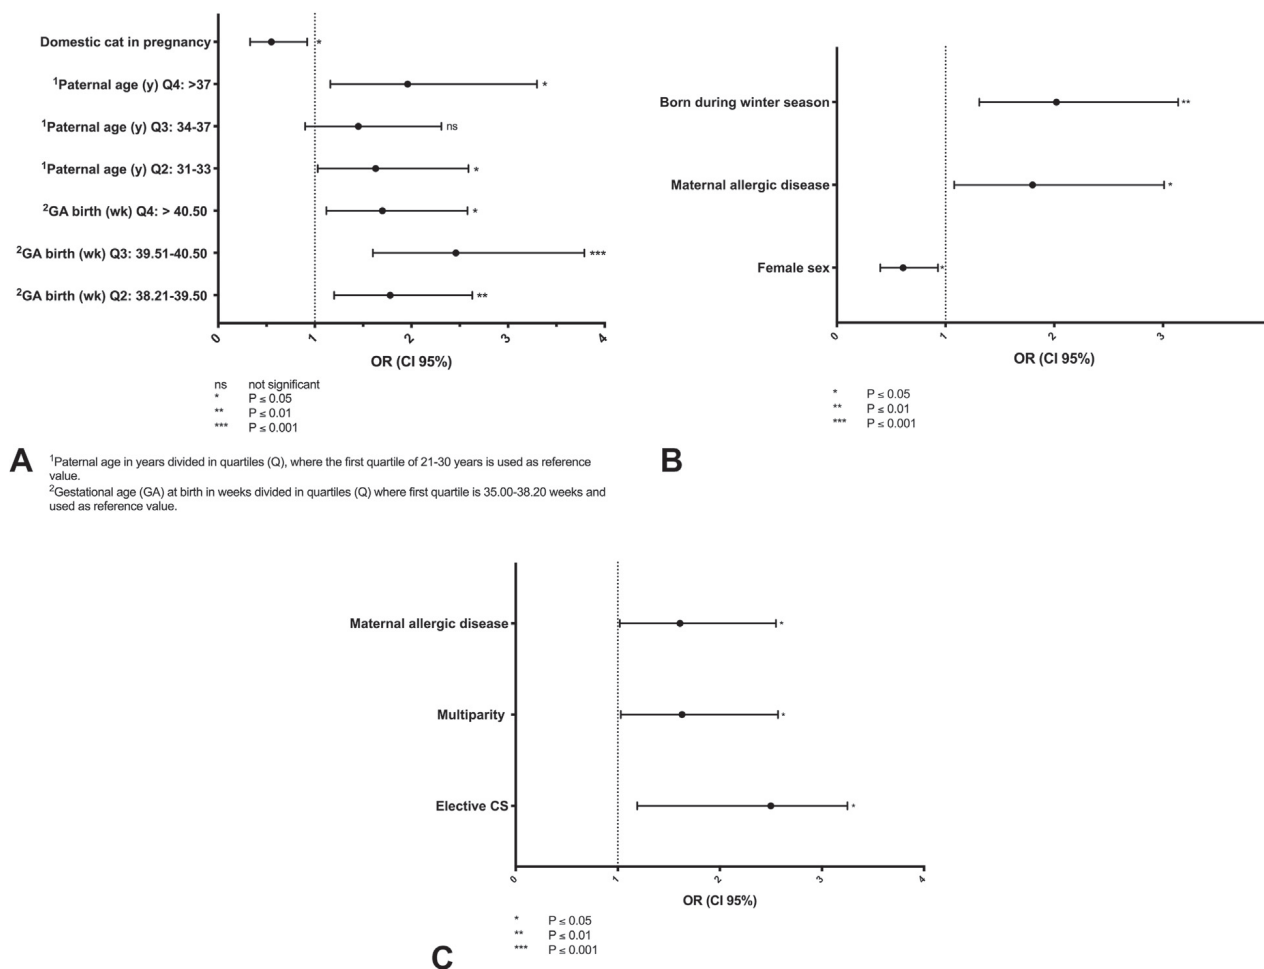 Domestic cat in pregnancy
*
¹Paternal age (y) Q4: >37
*
¹Paternal age (y) Q3: 34-37
ns
¹Paternal age (y) Q2: 31-33
*
²GA birth (wk) Q4: > 40.50
*
²GA birth (wk) Q3: 39.51-40.50
***
²GA birth (wk) Q2: 38.21-39.50
**
0 1 2 3 4
OR (CI 95%)
ns not significant
* P ≤ 0.05
** P ≤ 0.01
*** P ≤ 0.001
A
¹Paternal age in years divided in quartiles (Q), where the first quartile of 21-30 years is used as reference
value.
²Gestational age (GA) at birth in weeks divided in quartiles (Q) where first quartile is 35.00-38.20 weeks and
used as reference value.
Born during winter season
**
Maternal allergic disease
*
Female sex
*
0 1 2 3
OR (CI 95%)
* P ≤ 0.05
** P ≤ 0.01
*** P ≤ 0.001
B
Maternal allergic disease
*
Multiparity
*
Elective CS
*
0 1 2 3 4
OR (CI 95%)
* P ≤ 0.05
** P ≤ 0.01
*** P ≤ 0.001
C